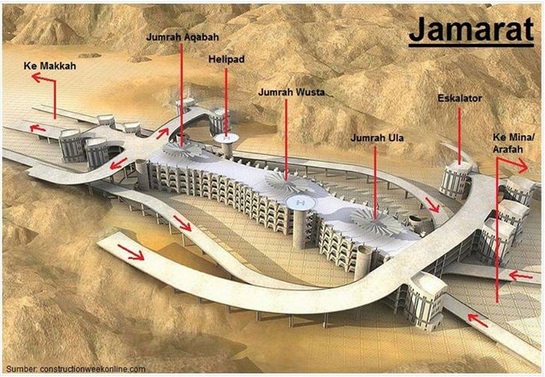 Jamarat
Jumrah Aqabah
Helipad
Ke Makkah
Jumrah Wusta
Eskalator
Jumrah Ula
Ke Mina/
Arafah
H
Sumber: constructionweekonline.com